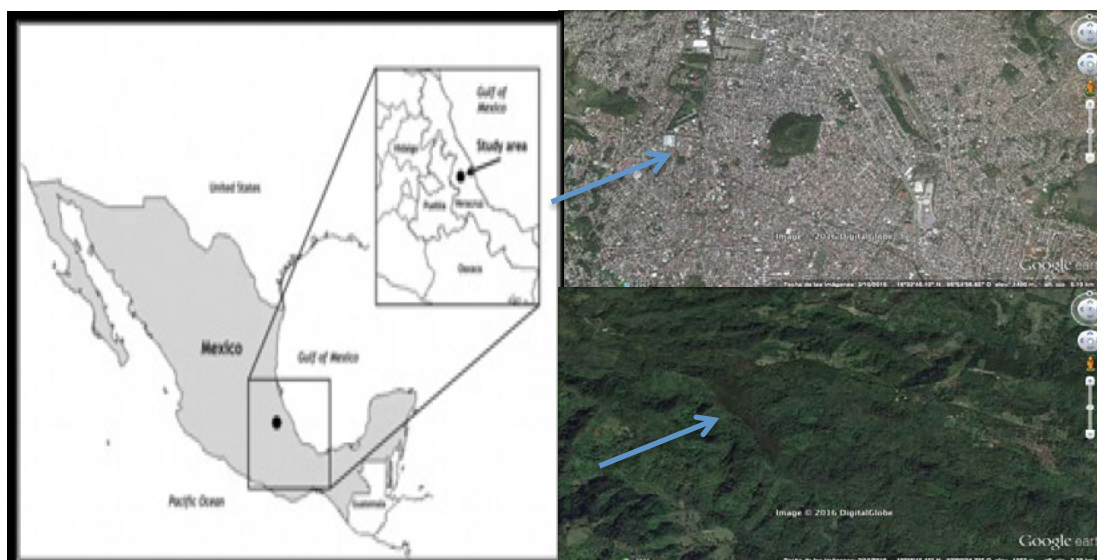 Gulf of
Mexico
Study area
Hidalgo
Puebla
Veracruz
Oaxaca
United States
Mexico
Gulf of Mexico
Pacific Ocean
Guatemala
Image © 2016 DigitalGlobe
Google earth
Image © 2016 DigitalGlobe
Google earth